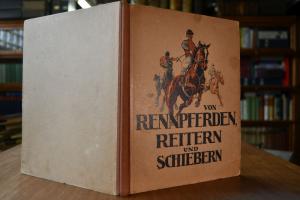 VON
RENNPFERDEN,
REITERN
UND
SCHIEBERN